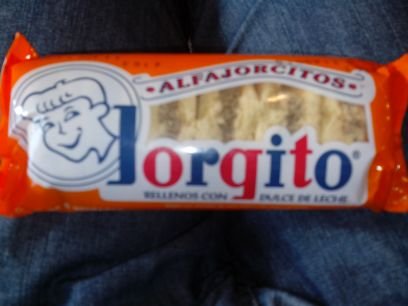 • ALFAJORCITOS •
Jorgito®
RELLENOS CON DULCE DE LECHE